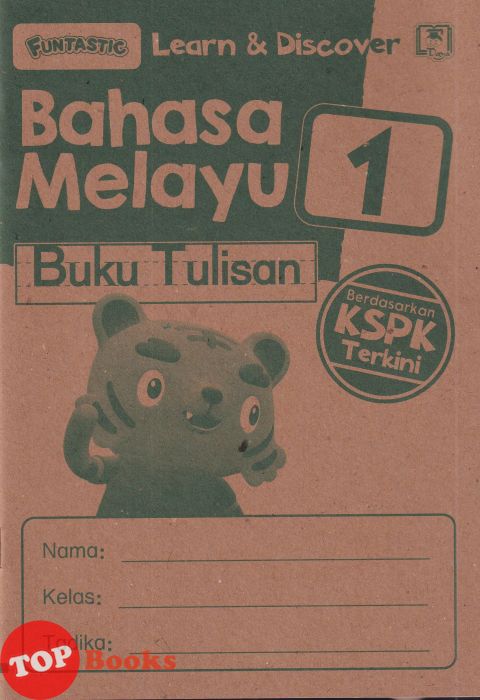 FUNTASTIC Learn & Discover
Bahasa
Melayu 1
Buku Tulisan
Berdasarkan
KSPK
Terkini
Nama:
Kelas:
Tadika:
TOP Books